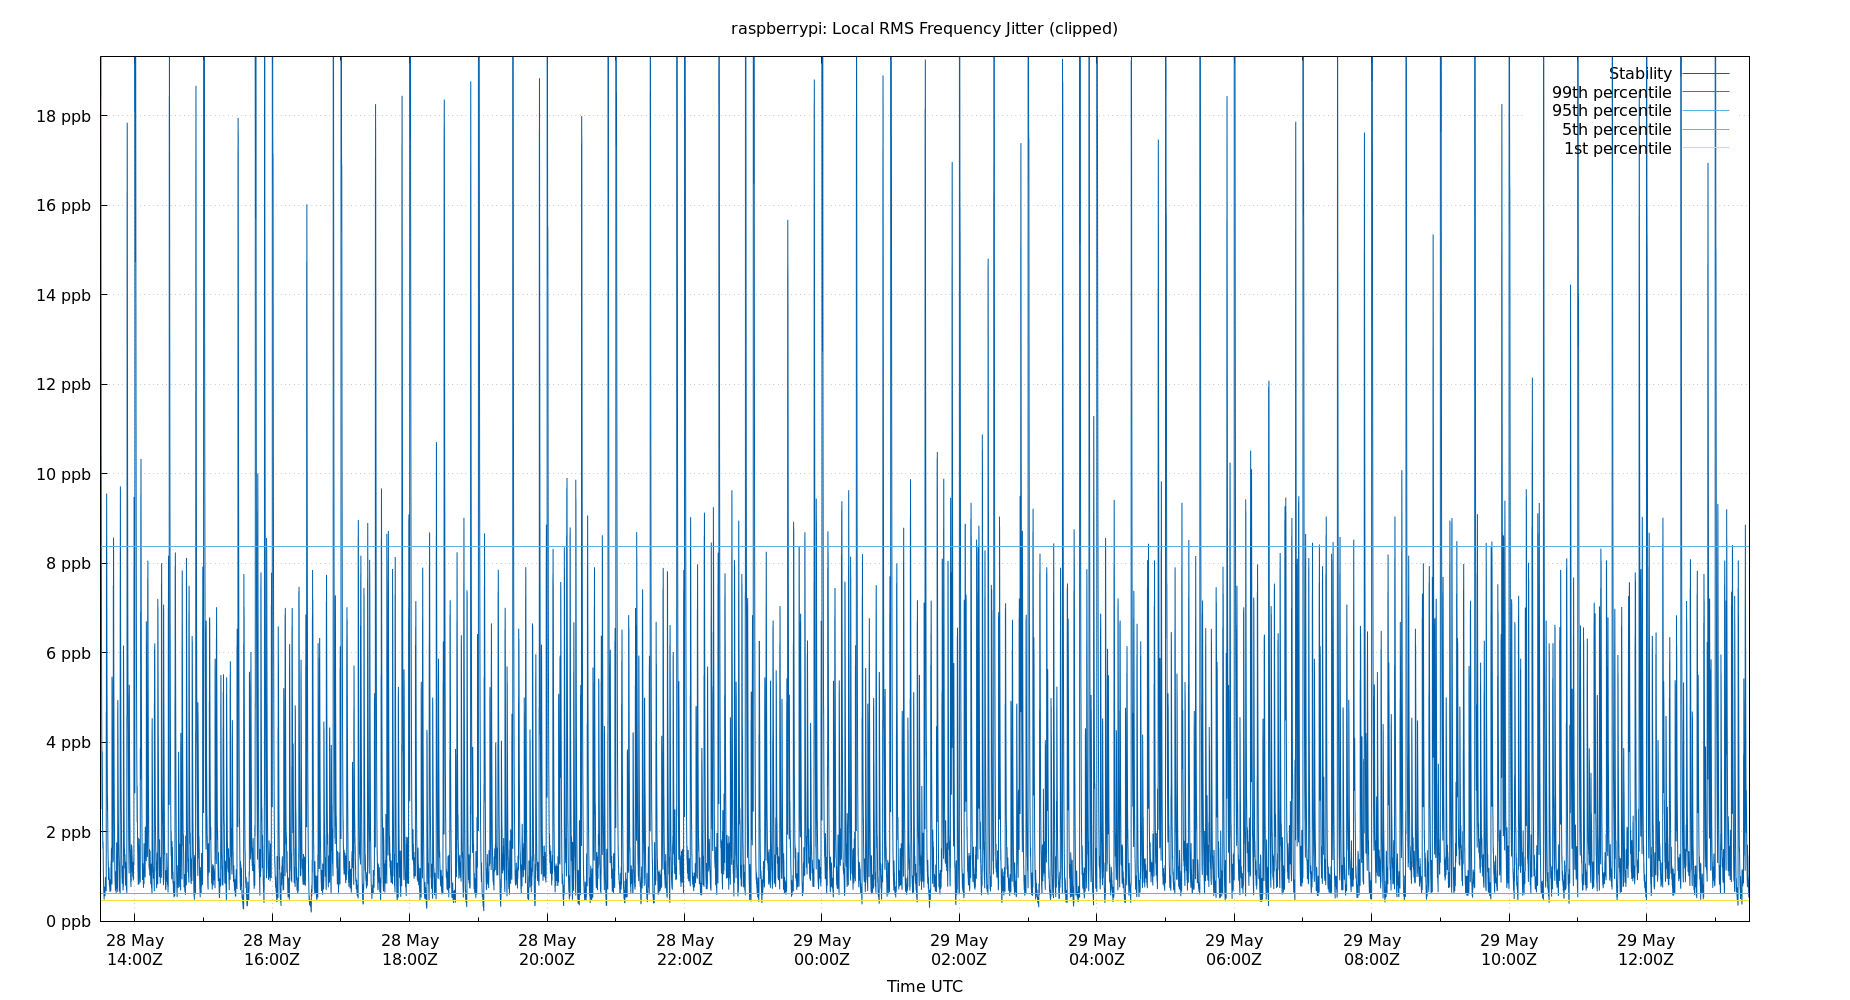 raspberrypi: Local RMS Frequency Jitter (clipped)
Stability
99th percentile
95th percentile
5th percentile
1st percentile
18 ppb
16 ppb
14 ppb
12 ppb
10 ppb
8 ppb
6 ppb
4 ppb
2 ppb
0 ppb
28 May 28 May 28 May 28 May 28 May 29 May 29 May 29 May 29 May 29 May 29 May 29 May
14:00Z 16:00Z 18:00Z 20:00Z 22:00Z 00:00Z 02:00Z 04:00Z 06:00Z 08:00Z 10:00Z 12:00Z
Time UTC